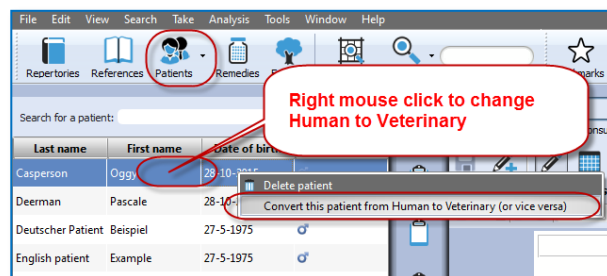 File Edit View Search Take Analysis Tools Window Help
Repertories References Patients Remedies
Right mouse click to change
Human to Veterinary
Search for a patient:
Last name First name Date of birth
Casperson Oggy 28-10-2015
Delete patient
Deerman Pascale 28-10-
Convert this patient from Human to Veterinary (or vice versa)
Deutscher Patient Beispiel 27-5-1975
English patient Example 27-5-1975